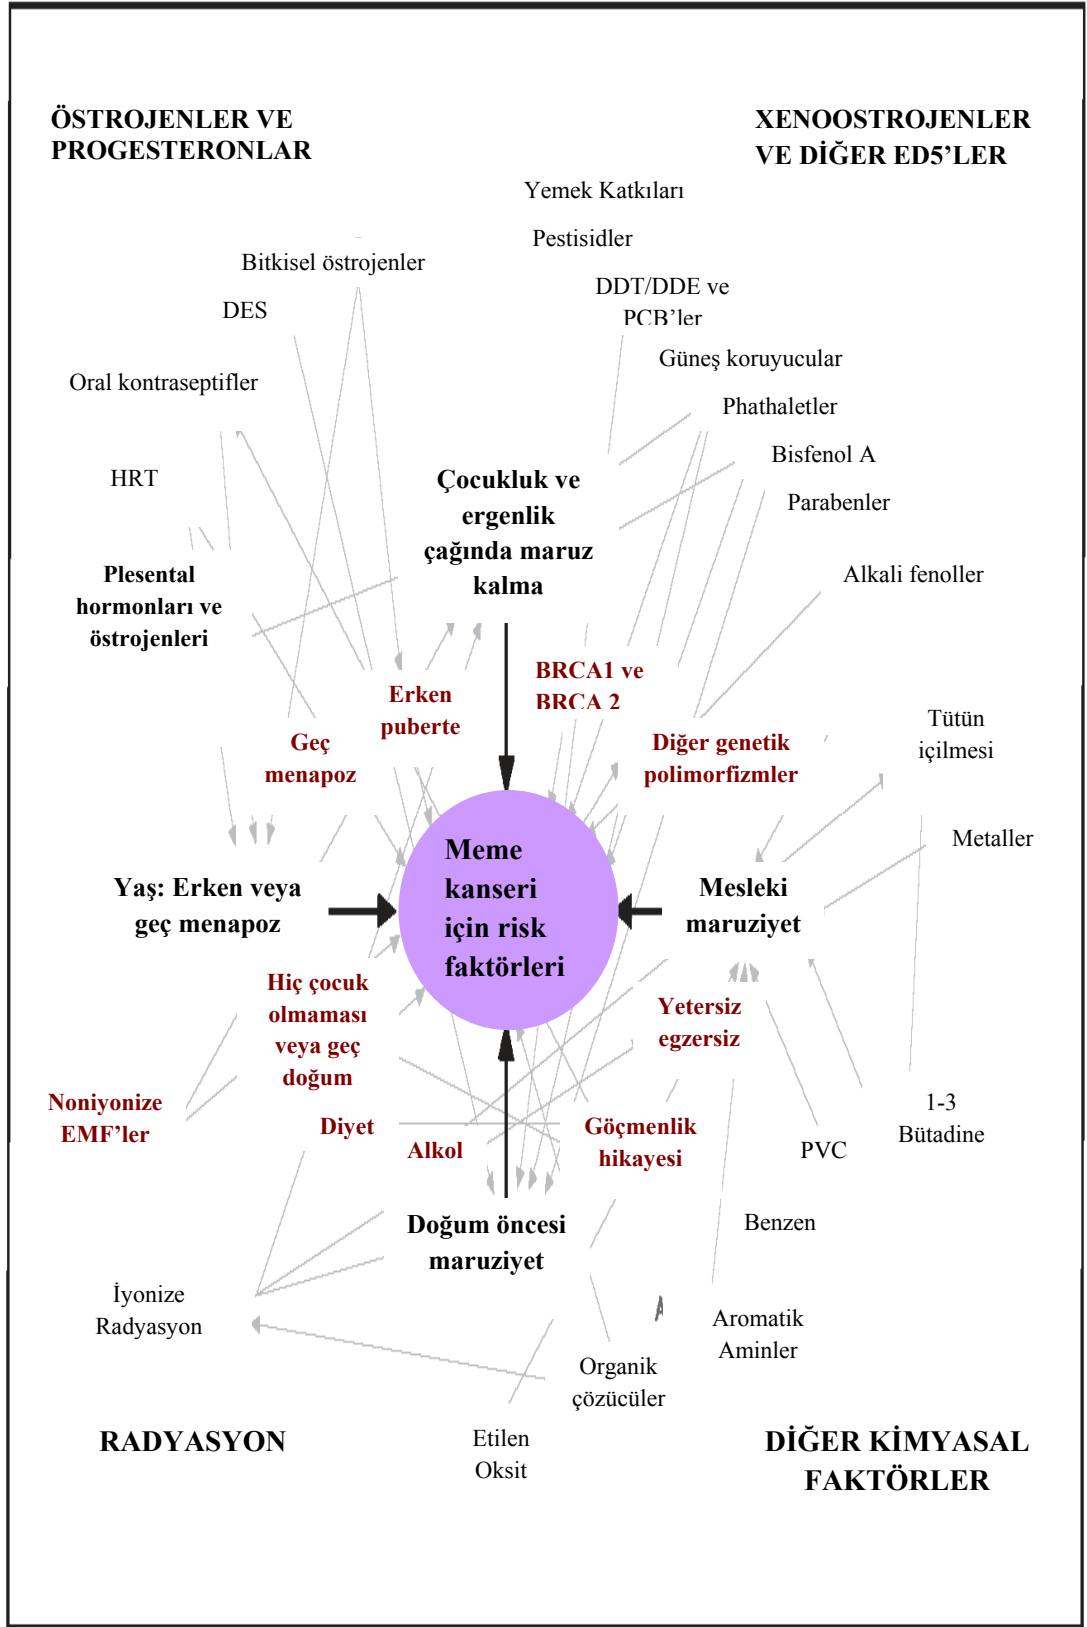 ÖSTROJENLER VE
PROGESTERONLAR
XENOOSTROJENLER
VE DİĞER ED5’LER
Yemek Katkıları
Pestisidler
Bitkisel östrojenler
DDT/DDE ve
PCB’ler
DES
Güneş koruyucular
Oral kontraseptifler
Phathaletler
Bisfenol A
HRT
Çocukluk ve
ergenlik
çağında maruz
kalma
Parabenler
Plesental
hormonları ve
östrojenleri
Alkali fenoller
BRCA1 ve
BRCA 2
Erken
puberte
Geç
menapoz
Diğer genetik
polimorfizmler
Tütün
içilmesi
Metaller
Meme
kanseri
için risk
faktörleri
Yaş: Erken veya
geç menapoz
Mesleki
maruziyet
Hiç çocuk
olmaması
veya geç
doğum
Yetersiz
egzersiz
Noniyonize
EMF’ler
Diyet
Alkol
Göçmenlik
hikayesi
PVC
1-3
Bütadine
Doğum öncesi
maruziyet
Benzen
İyonize
Radyasyon
Aromatik
Aminler
Organik
çözücüler
Etilen
Oksit
RADYASYON
DİĞER KİMYASAL
FAKTÖRLER